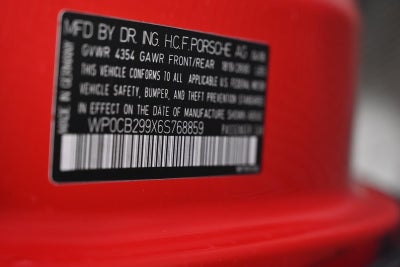 MFD BY DR. ING. H.C.F. PORSCHE AG
GVWR 4354 GAWR FRONT/REAR
THIS VEHICLE CONFORMS TO ALL APPLICABLE FEDERAL
VEHICLE SAFETY, BUMPER, AND THEFT PREVENTION STANDARDS
IN EFFECT ON THE DATE OF MANUFACTURE SHOWN ABOVE
WP0CB299X6S768859 PASSENGER CAR
MADE IN GERMANY